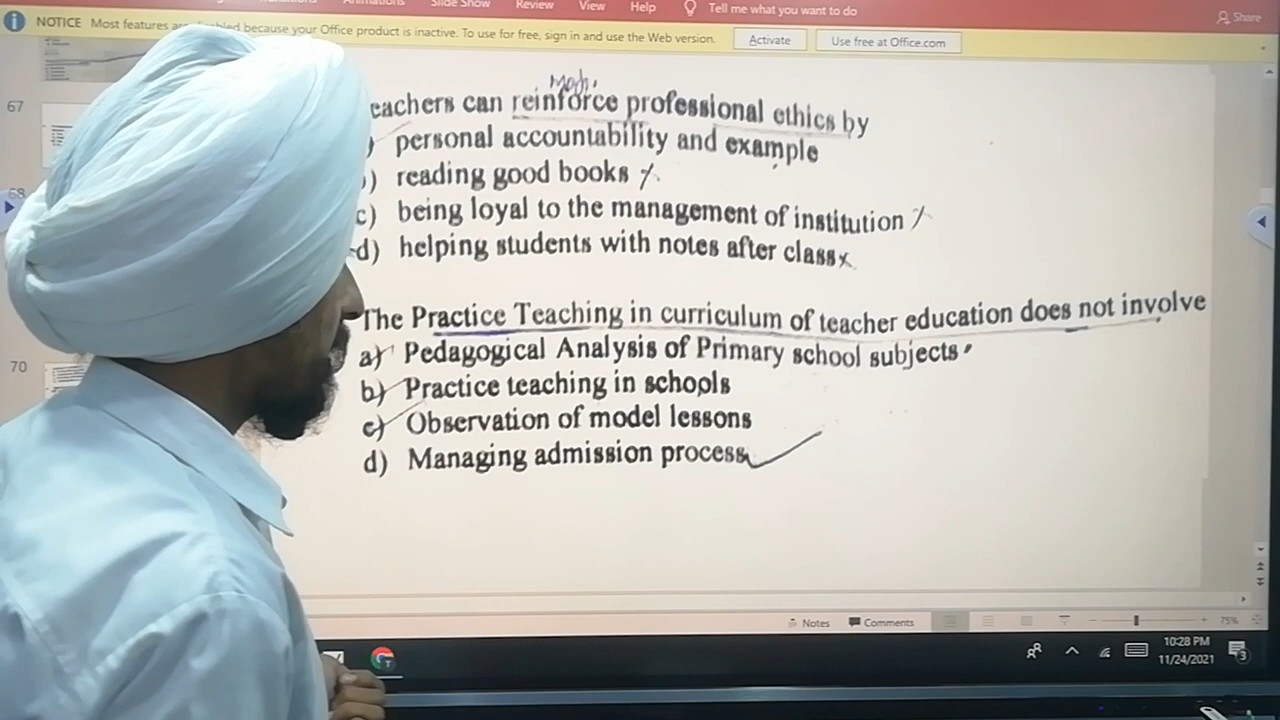 Slide Show Review View Help Tell me what you want to do
Share
NOTICE Most features because your Office product is inactive. To use for free, sign in and use the Web version. Activate Use free at Office.com
67
68
70
eachers can reinforce professional ethics by
personal accountability and example
) reading good books
c) being loyal to the management of institution
d) helping students with notes after class
The Practice Teaching in curriculum of teacher education does not involve
a) Pedagogical Analysis of Primary school subjects
b) Practice teaching in schools
c) Observation of model lessons
d) Managing admission process
Notes Comments 75%
10:28 PM
11/24/2021
3